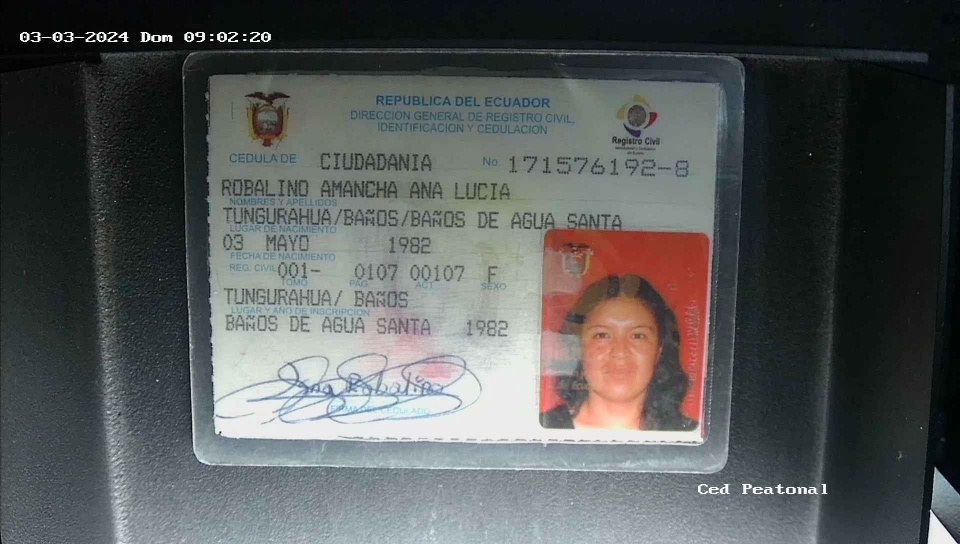 03-03-2024 Dom 09:02:20
REPUBLICA DEL ECUADOR
DIRECCION GENERAL DE REGISTRO CIVIL,
IDENTIFICACION Y CEDULACION
Registro Civil
CEDULA DE CIUDADANIA No. 171576192-8
ROBALINO AMANCHA ANA LUCIA
NOMBRES Y APELLIDOS
TUNGURAHUA/BAÑOS/BAÑOS DE AGUA SANTA
LUGAR DE NACIMIENTO
03 MAYO 1982
FECHA DE NACIMIENTO
REG. CIVIL 001- 0107 00107 F
TOMO PAG. ACT. SEXO
TUNGURAHUA/ BAÑOS
LUGAR Y AÑO DE INSCRIPCION
BAÑOS DE AGUA SANTA 1982
Ana Robalino
FIRMA DEL CEDULADO
Ced Peatonal